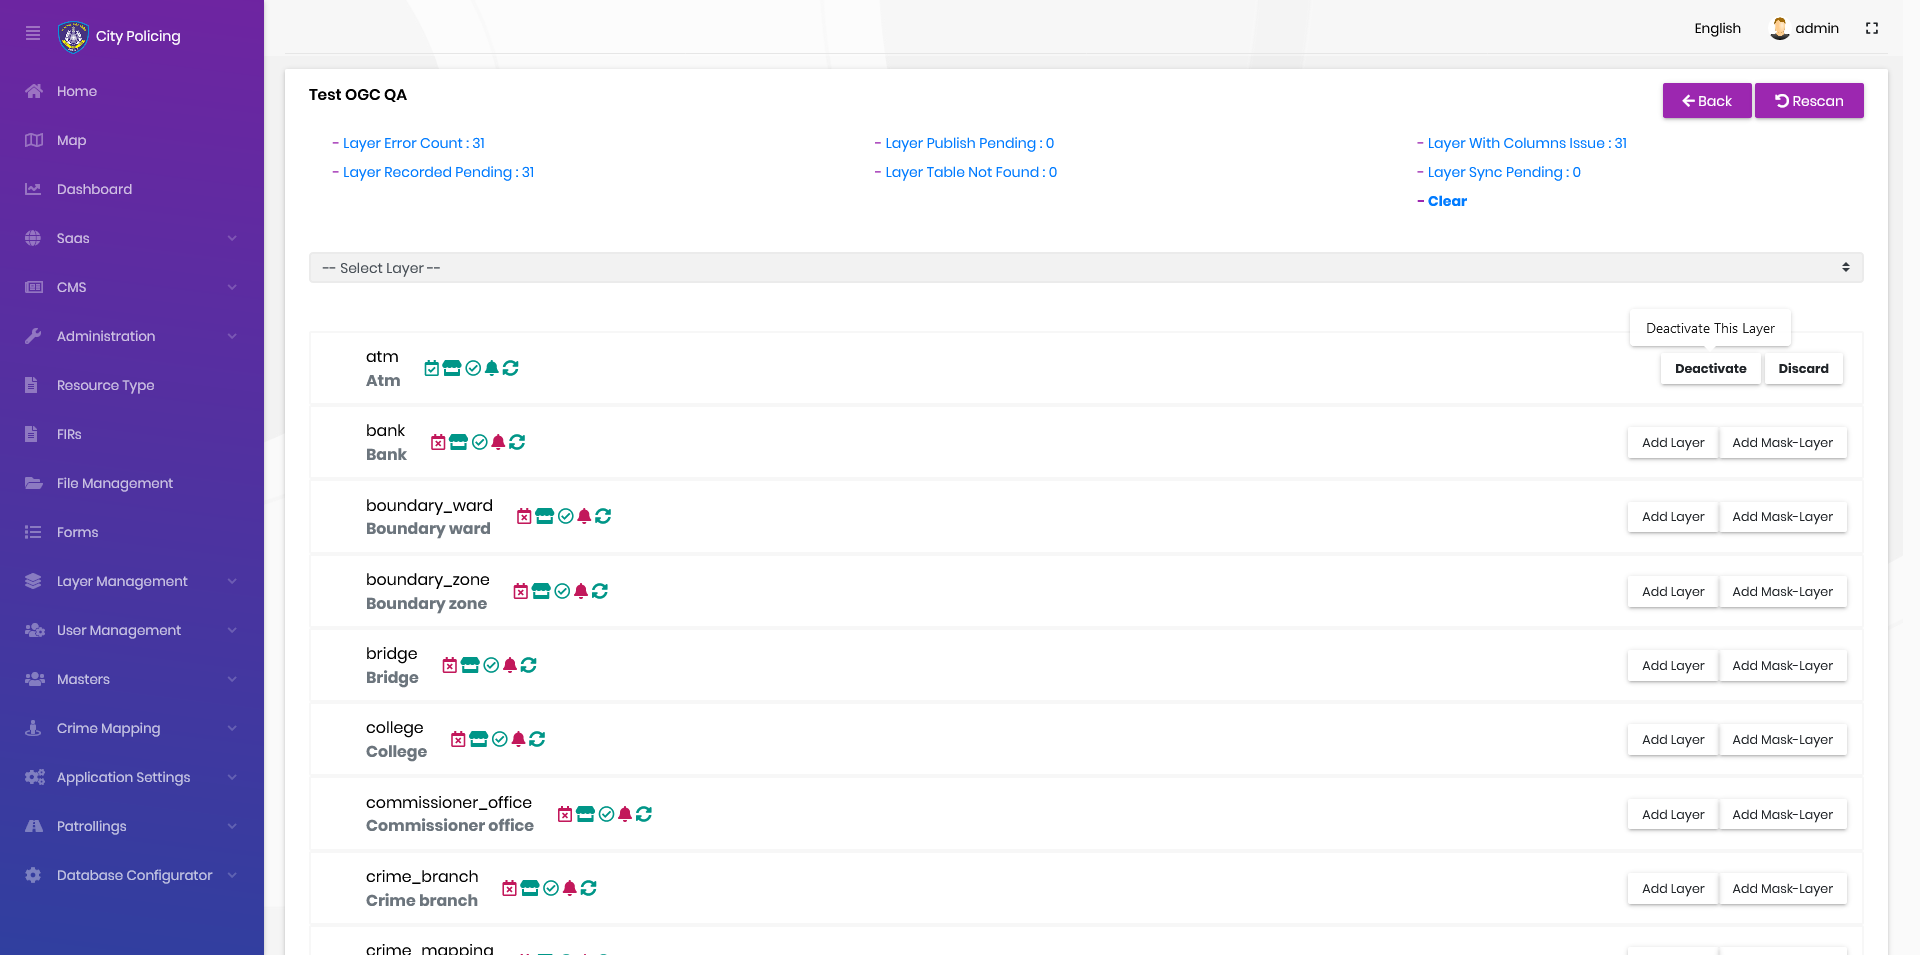 City Policing
English
admin
Home
Map
Dashboard
Saas
CMS
Administration
Resource Type
FIRs
File Management
Forms
Layer Management
User Management
Masters
Crime Mapping
Application Settings
Patrollings
Database Configurator
Test OGC QA
Back
Rescan
- Layer Error Count : 31
- Layer Publish Pending : 0
- Layer With Columns Issue : 31
- Layer Recorded Pending : 31
- Layer Table Not Found : 0
- Layer Sync Pending : 0
- Clear
-- Select Layer --
Deactivate This Layer
atm
Atm
Deactivate
Discard
bank
Bank
Add Layer
Add Mask-Layer
boundary_ward
Boundary ward
Add Layer
Add Mask-Layer
boundary_zone
Boundary zone
Add Layer
Add Mask-Layer
bridge
Bridge
Add Layer
Add Mask-Layer
college
College
Add Layer
Add Mask-Layer
commissioner_office
Commissioner office
Add Layer
Add Mask-Layer
crime_branch
Crime branch
Add Layer
Add Mask-Layer
crime_mapping